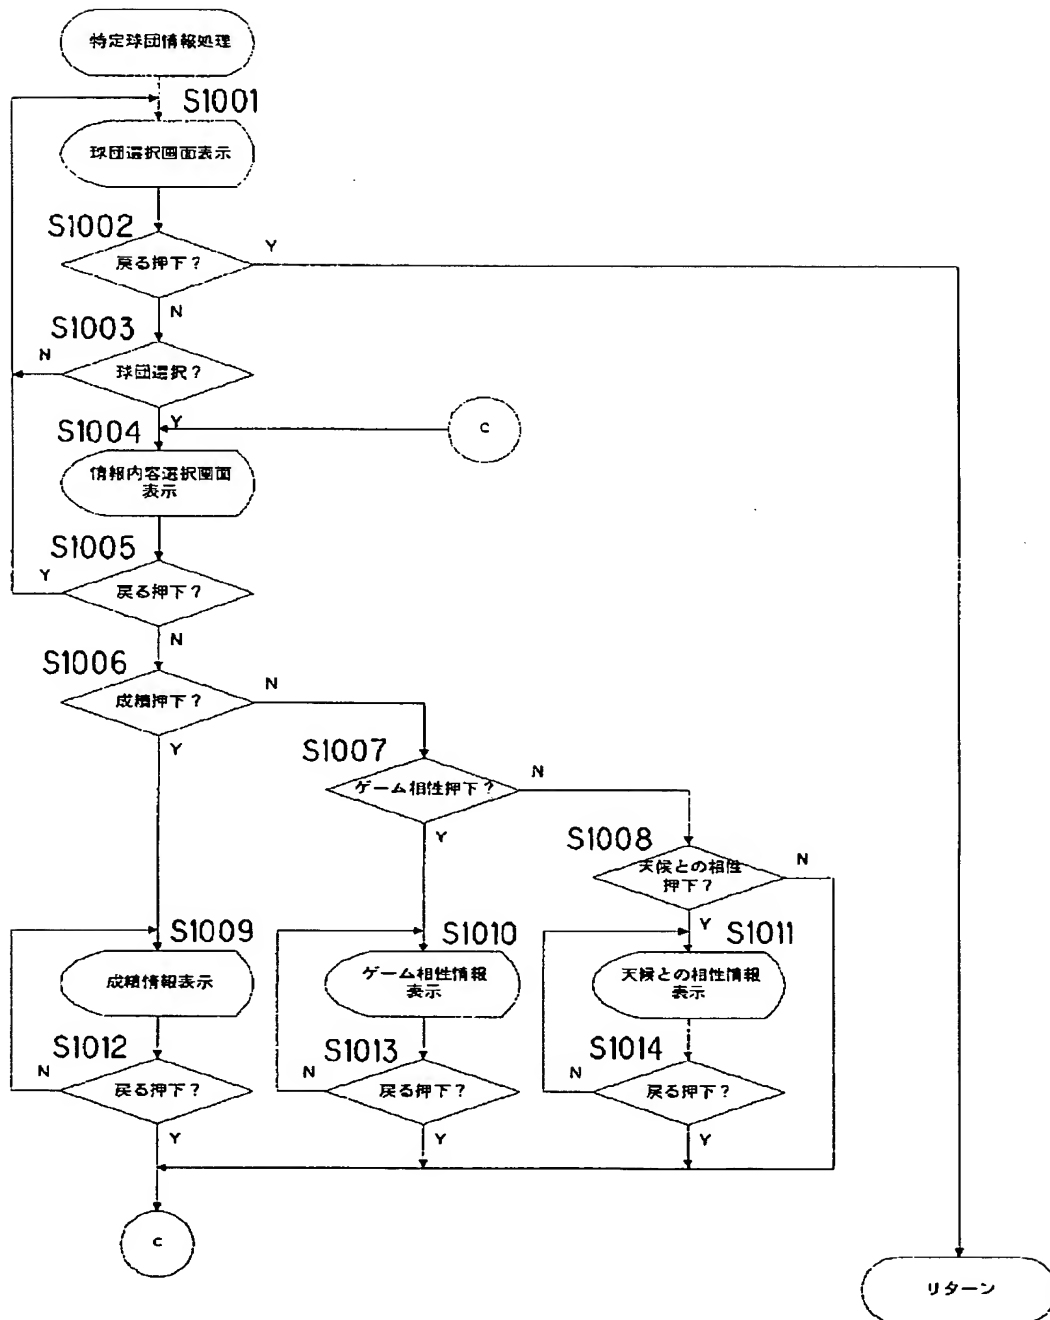 特定球団情報処理
S1001
球団選択画面表示
S1002
戻る押下?
Y
N
S1003
球団選択?
N
Y
C
S1004
情報内容選択画面
表示
S1005
戻る押下?
Y
N
S1006
成績押下?
N
Y
S1007
ゲーム相性押下?
N
Y
S1008
天候との相性
押下?
N
Y
S1009
成績情報表示
S1010
ゲーム相性情報
表示
S1011
天候との相性情報
表示
S1012
戻る押下?
N
Y
S1013
戻る押下?
N
Y
S1014
戻る押下?
N
Y
C
リターン